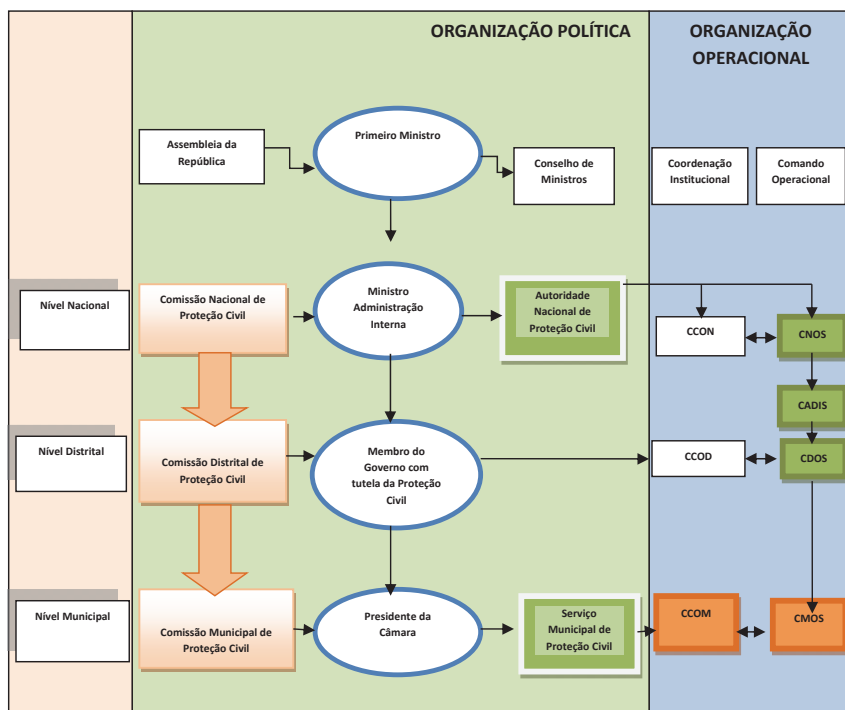 ORGANIZAÇÃO POLÍTICA
ORGANIZAÇÃO
OPERACIONAL
Assembleia da
República
Primeiro Ministro
Conselho de
Ministros
Coordenação
Institucional
Comando
Operacional
Nível Nacional
Comissão Nacional de
Proteção Civil
Ministro
Administração
Interna
Autoridade
Nacional de
Proteção Civil
CCON
CNOS
CADIS
Nível Distrital
Comissão Distrital de
Proteção Civil
Membro do
Governo com
tutela da Proteção
Civil
CCOD
CDOS
Nível Municipal
Comissão Municipal de
Proteção Civil
Presidente da
Câmara
Serviço
Municipal de
Proteção Civil
CCOM
CMOS